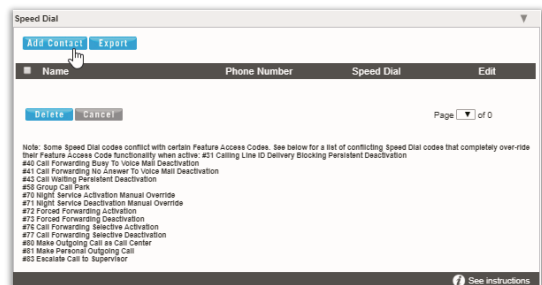 Speed Dial
Add Contact Export
Name Phone Number Speed Dial Edit
Delete Cancel Page of 0
Note: Some Speed Dial codes conflict with certain Feature Access Codes. See below for a list of conflicting Speed Dial codes that completely over-ride
their Feature Access Code functionality when active: #31 Calling Line ID Delivery Blocking Persistent Deactivation
#40 Call Forwarding Busy To Voice Mail Deactivation
#41 Call Forwarding No Answer To Voice Mail Deactivation
#43 Call Waiting Persistent Deactivation
#58 Group Call Park
#70 Night Service Activation Manual Override
#71 Night Service Deactivation Manual Override
#72 Forced Forwarding Activation
#73 Forced Forwarding Deactivation
#76 Call Forwarding Selective Activation
#77 Call Forwarding Selective Deactivation
#80 Make Outgoing Call as Call Center
#81 Make Personal Outgoing Call
#83 Escalate Call to Supervisor
See instructions